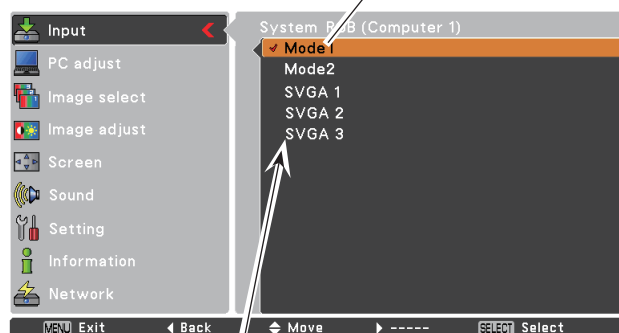 Input
PC adjust
Image select
Image adjust
Screen
Sound
Setting
Information
Network
System RGB (Computer 1)
Mode1
Mode2
SVGA 1
SVGA 2
SVGA 3
MENU Exit
Back
Move
-----
SELECT Select